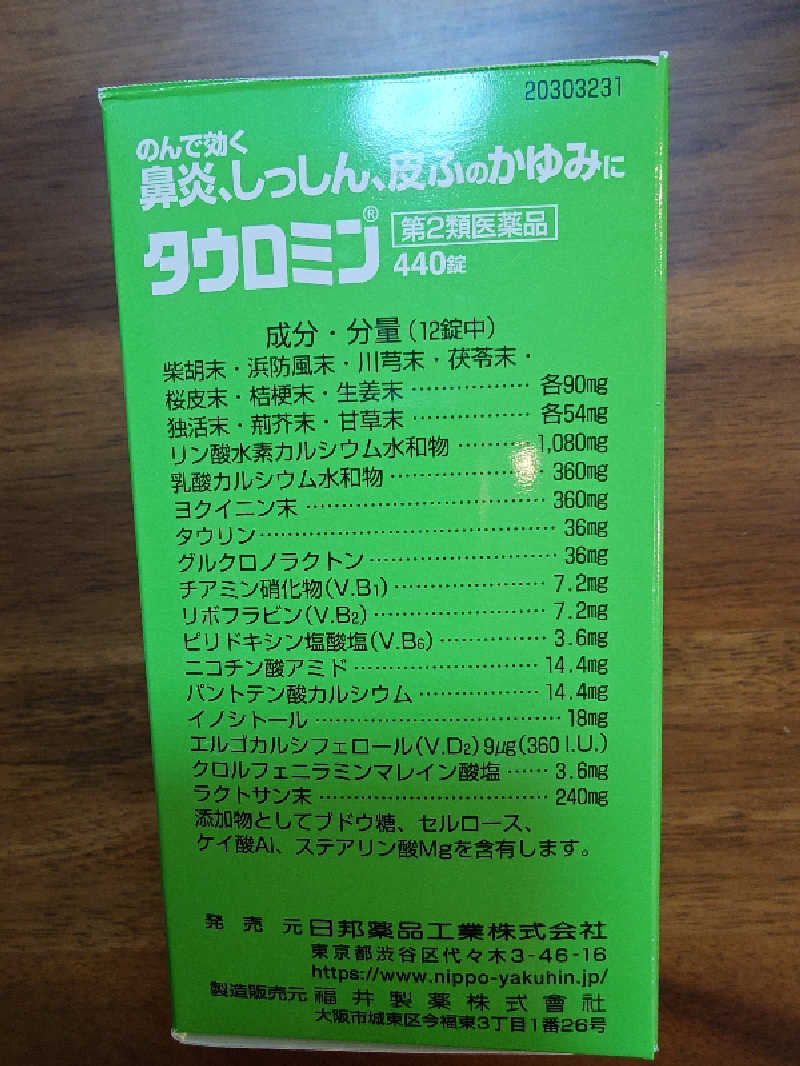 20303231
のんで効く
鼻炎、しっしん、皮ふのかゆみに
タウロミン® 第2類医薬品
440錠
成分・分量(12錠中)
柴胡末・浜防風末・川芎末・茯苓末・
桜皮末・桔梗末・生姜末 ⋯⋯⋯⋯⋯ 各90㎎
独活末・荊芥末・甘草末 ⋯⋯⋯⋯⋯ 各54㎎
リン酸水素カルシウム水和物 ⋯⋯⋯ 1,080㎎
乳酸カルシウム水和物 ⋯⋯⋯⋯⋯⋯ 360㎎
ヨクイニン末 ⋯⋯⋯⋯⋯⋯⋯⋯⋯ 360㎎
タウリン⋯⋯⋯⋯⋯⋯⋯⋯⋯⋯⋯ 36㎎
グルクロノラクトン ⋯⋯⋯⋯⋯⋯⋯ 36㎎
チアミン硝化物(V.B₁) ⋯⋯⋯⋯⋯⋯ 7.2㎎
リボフラビン(V.B₂) ⋯⋯⋯⋯⋯⋯⋯ 7.2㎎
ピリドキシン塩酸塩(V.B₆) ⋯⋯⋯⋯ 3.6㎎
ニコチン酸アミド ⋯⋯⋯⋯⋯⋯⋯ 14.4㎎
パントテン酸カルシウム ⋯⋯⋯⋯⋯ 14.4㎎
イノシトール ⋯⋯⋯⋯⋯⋯⋯⋯⋯ 18㎎
エルゴカルシフェロール(V.D₂) 9μg(360 I.U.)
クロルフェニラミンマレイン酸塩 ⋯⋯ 3.6㎎
ラクトサン末 ⋯⋯⋯⋯⋯⋯⋯⋯⋯ 240㎎
添加物としてブドウ糖、セルロース、
ケイ酸Al、ステアリン酸Mgを含有します。
発売元 日邦薬品工業株式会社
東京都渋谷区代々木3-46-16
https://www.nippo-yakuhin.jp/
製造販売元 福井製薬株式會社
大阪市城東区今福東3丁目1番26号